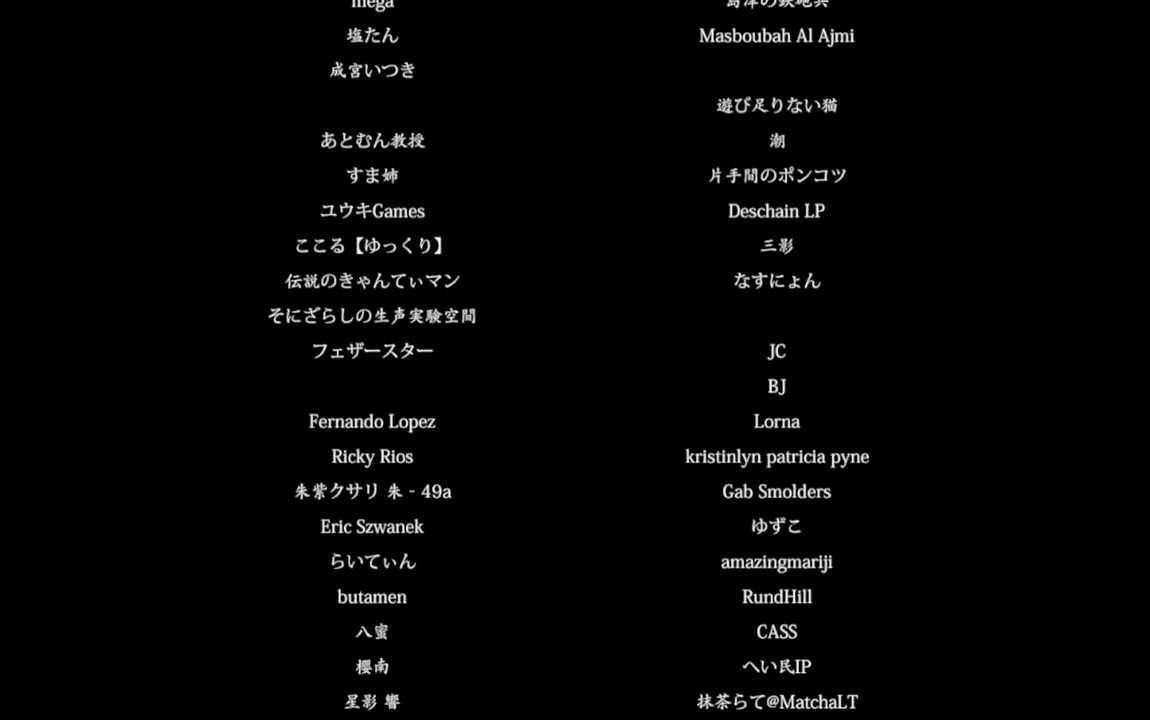 mega 島津の鉄砲兵
塩たん Masboubah Al Ajmi
成宮いつき
遊び足りない猫
あとむん教授 潮
すま姉 片手間のポンコツ
ユウキGames Deschain LP
ここる【ゆっくり】 三影
伝説のきゃんてぃマン なすにょん
そにざらしの生声実験空間
フェザースター JC
BJ
Fernando Lopez Lorna
Ricky Rios kristinlyn patricia pyne
朱紫クサリ 朱 - 49a Gab Smolders
Eric Szwanek ゆずこ
らいてぃん amazingmariji
butamen RundHill
八蜜 CASS
櫻南 へい民IP
星影 響 抹茶らて@MatchaLT